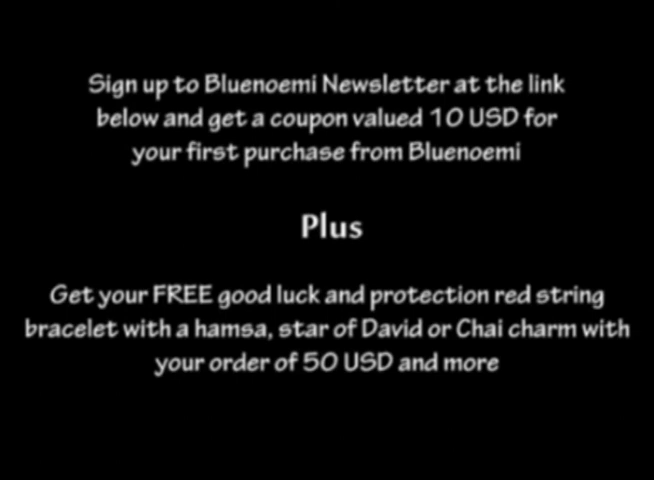 Sign up to Bluenoemi Newsletter at the link
below and get a coupon valued 10 USD for
your first purchase from Bluenoemi
Plus
Get your FREE good luck and protection red string
bracelet with a hamsa, star of David or Chai charm with
your order of 50 USD and more